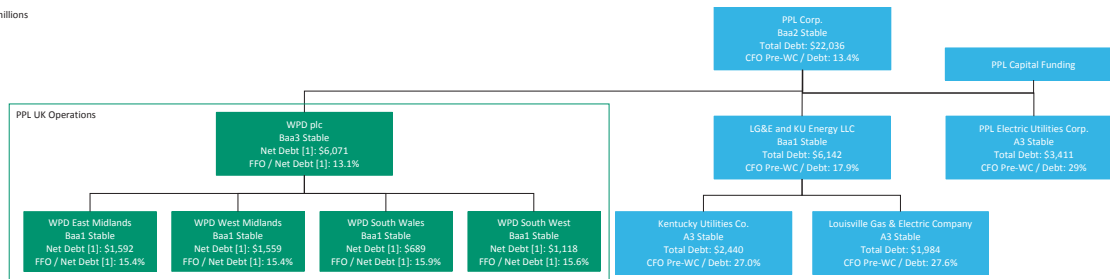 millions
PPL Corp.
Baa2 Stable
Total Debt: $22,036
CFO Pre-WC / Debt: 13.4%
PPL Capital Funding
PPL UK Operations
WPD plc
Baa3 Stable
Net Debt [1]: $6,071
FFO / Net Debt [1]: 13.1%
LG&E and KU Energy LLC
Baa1 Stable
Total Debt: $6,142
CFO Pre-WC / Debt: 17.9%
PPL Electric Utilities Corp.
A3 Stable
Total Debt: $3,411
CFO Pre-WC / Debt: 29%
WPD East Midlands
Baa1 Stable
Net Debt [1]: $1,592
FFO / Net Debt [1]: 15.4%
WPD West Midlands
Baa1 Stable
Net Debt [1]: $1,559
FFO / Net Debt [1]: 15.4%
WPD South Wales
Baa1 Stable
Net Debt [1]: $689
FFO / Net Debt [1]: 15.9%
WPD South West
Baa1 Stable
Net Debt [1]: $1,118
FFO / Net Debt [1]: 15.6%
Kentucky Utilities Co.
A3 Stable
Total Debt: $2,440
CFO Pre-WC / Debt: 27.0%
Louisville Gas & Electric Company
A3 Stable
Total Debt: $1,984
CFO Pre-WC / Debt: 27.6%